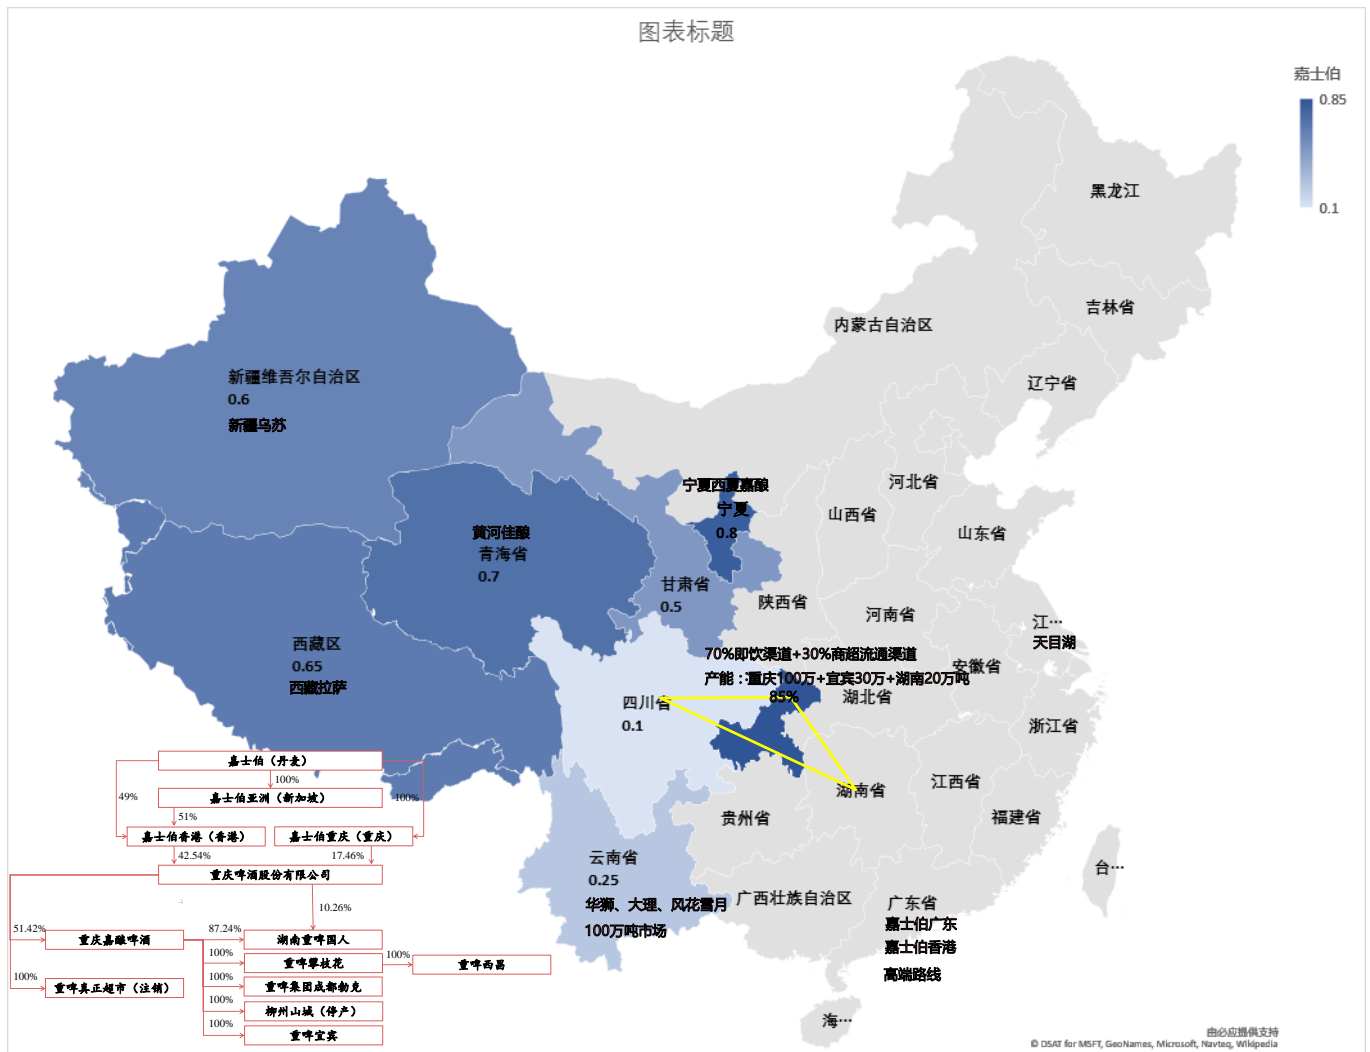 图表标题
嘉士伯
0.85
0.1
黑龙江
吉林省
内蒙古自治区
辽宁省
新疆维吾尔自治区
0.6
新疆乌苏
河北省
宁夏西夏嘉酿
宁夏
0.8
山西省
山东省
黄河佳酿
青海省
0.7
甘肃省
0.5
陕西省
河南省
江…
天目湖
西藏区
0.65
西藏拉萨
70%即饮渠道+30%商超流通渠道
安徽省
产能：重庆100万+宜宾30万+湖南20万吨
85%
湖北省
四川省
0.1
浙江省
湖南省
江西省
贵州省
福建省
云南省
0.25
华狮、大理、风花雪月
100万吨市场
广西壮族自治区
广东省
嘉士伯广东
嘉士伯香港
高端路线
台…
海…
嘉士伯（丹麦）
100%
49%
100%
嘉士伯亚洲（新加坡）
51%
嘉士伯香港（香港）
嘉士伯重庆（重庆）
42.54%
17.46%
重庆啤酒股份有限公司
10.26%
51.42%
87.24%
重庆嘉酿啤酒
湖南重啤国人
100%
100%
重啤攀枝花
重啤西昌
100%
100%
重啤真正超市（注销）
重啤集团成都勃克
100%
柳州山城（停产）
100%
重啤宜宾
由必应提供支持
© DSAT for MSFT, GeoNames, Microsoft, Navteq, Wikipedia